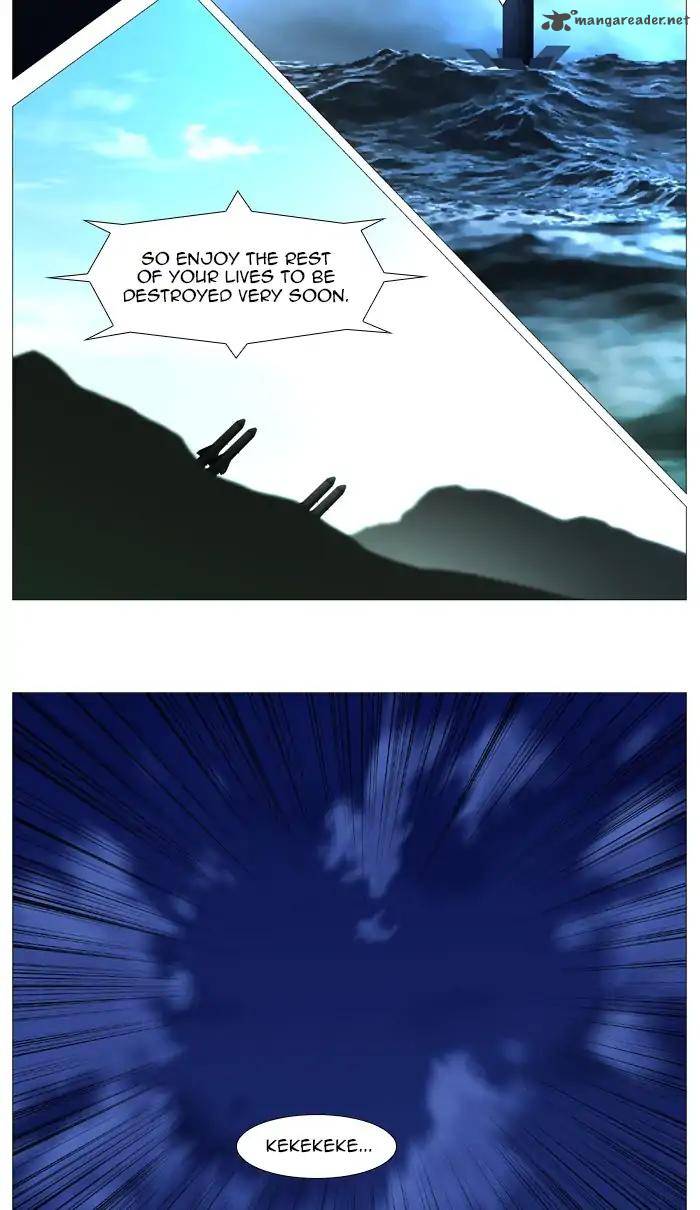 mangareader.net
SO ENJOY THE REST
OF YOUR LIVES TO BE
DESTROYED VERY SOON.
KEKEKEKE...